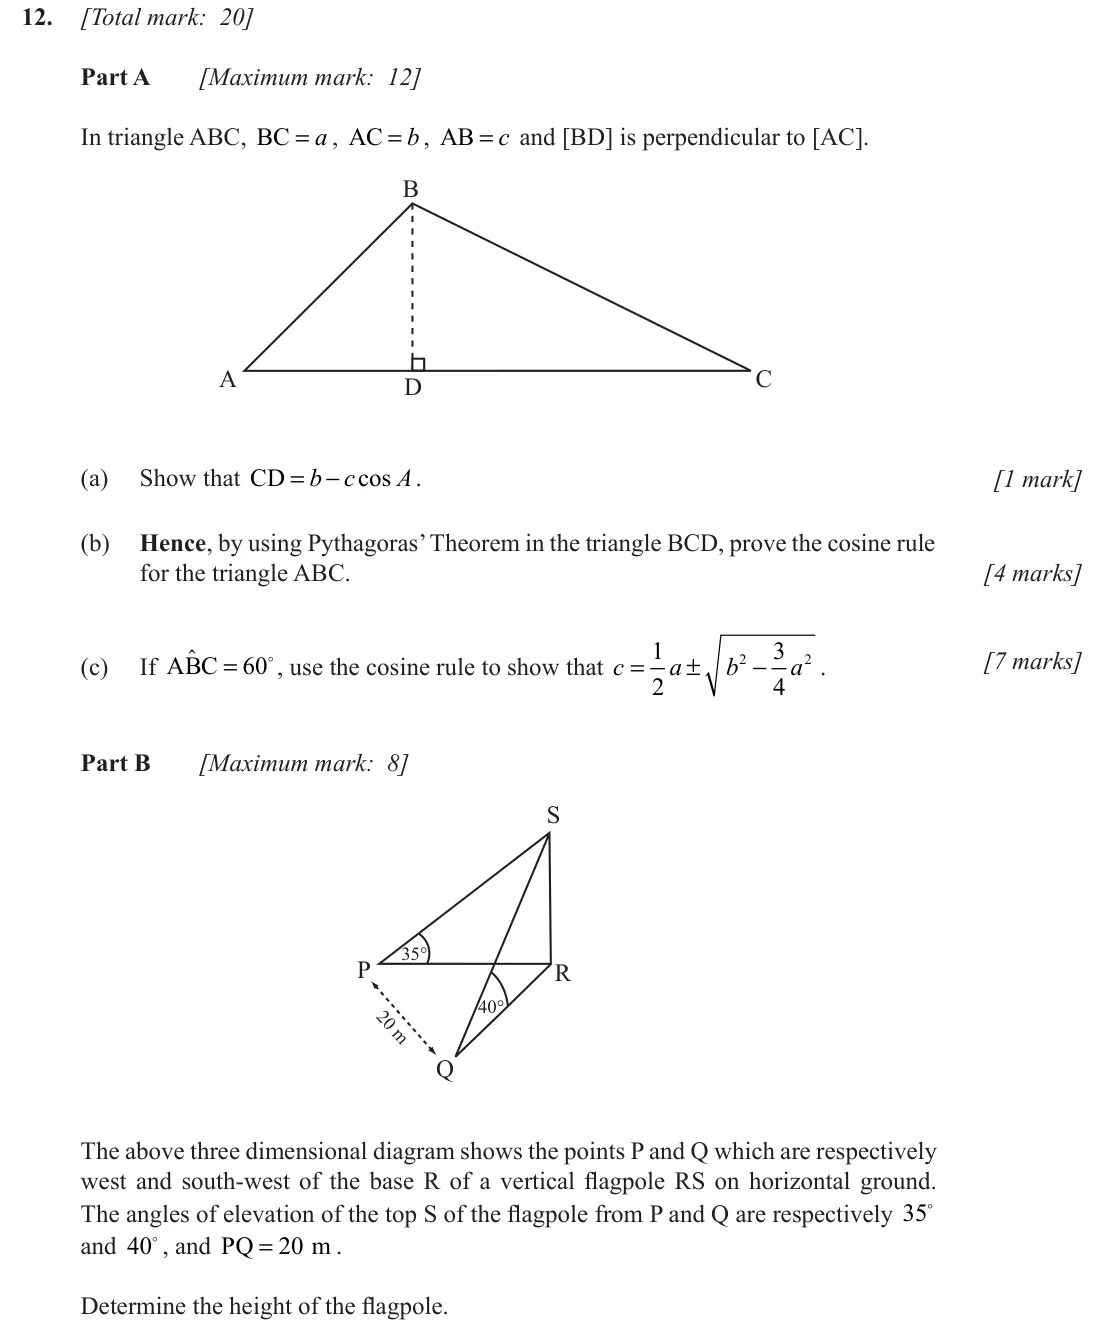 12. [Total mark: 20]
Part A [Maximum mark: 12]
In triangle ABC, BC = a, AC = b, AB = c and [BD] is perpendicular to [AC].
B
A
D
C
(a) Show that CD = b − c cos A. [1 mark]
(b) Hence, by using Pythagoras’ Theorem in the triangle BCD, prove the cosine rule
for the triangle ABC. [4 marks]
(c) If AB̂C = 60°, use the cosine rule to show that c = 1/2 a ± √(b² − 3/4 a²). [7 marks]
Part B [Maximum mark: 8]
S
35°
P
R
40°
20 m
Q
The above three dimensional diagram shows the points P and Q which are respectively
west and south-west of the base R of a vertical flagpole RS on horizontal ground.
The angles of elevation of the top S of the flagpole from P and Q are respectively 35°
and 40°, and PQ = 20 m.
Determine the height of the flagpole.